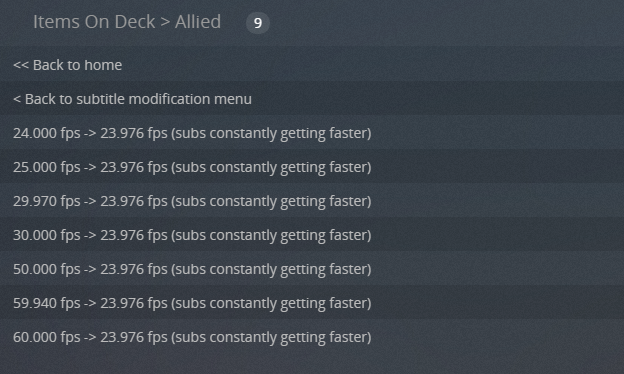 Items On Deck > Allied 9
<< Back to home
< Back to subtitle modification menu
24.000 fps -> 23.976 fps (subs constantly getting faster)
25.000 fps -> 23.976 fps (subs constantly getting faster)
29.970 fps -> 23.976 fps (subs constantly getting faster)
30.000 fps -> 23.976 fps (subs constantly getting faster)
50.000 fps -> 23.976 fps (subs constantly getting faster)
59.940 fps -> 23.976 fps (subs constantly getting faster)
60.000 fps -> 23.976 fps (subs constantly getting faster)